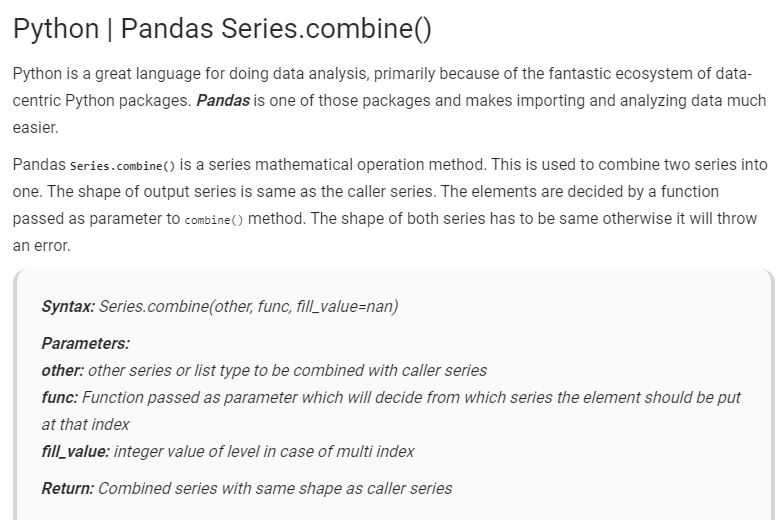 Python | Pandas Series.combine()
Python is a great language for doing data analysis, primarily because of the fantastic ecosystem of data-
centric Python packages. Pandas is one of those packages and makes importing and analyzing data much
easier.
Pandas Series.combine() is a series mathematical operation method. This is used to combine two series into
one. The shape of output series is same as the caller series. The elements are decided by a function
passed as parameter to combine() method. The shape of both series has to be same otherwise it will throw
an error.
Syntax: Series.combine(other, func, fill_value=nan)
Parameters:
other: other series or list type to be combined with caller series
func: Function passed as parameter which will decide from which series the element should be put
at that index
fill_value: integer value of level in case of multi index
Return: Combined series with same shape as caller series